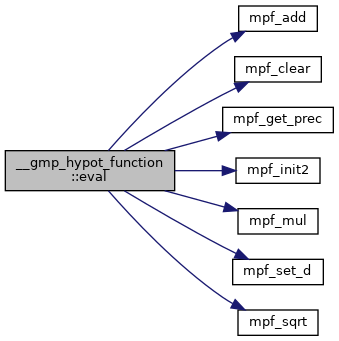 __gmp_hypot_function
::eval
mpf_add
mpf_clear
mpf_get_prec
mpf_init2
mpf_mul
mpf_set_d
mpf_sqrt